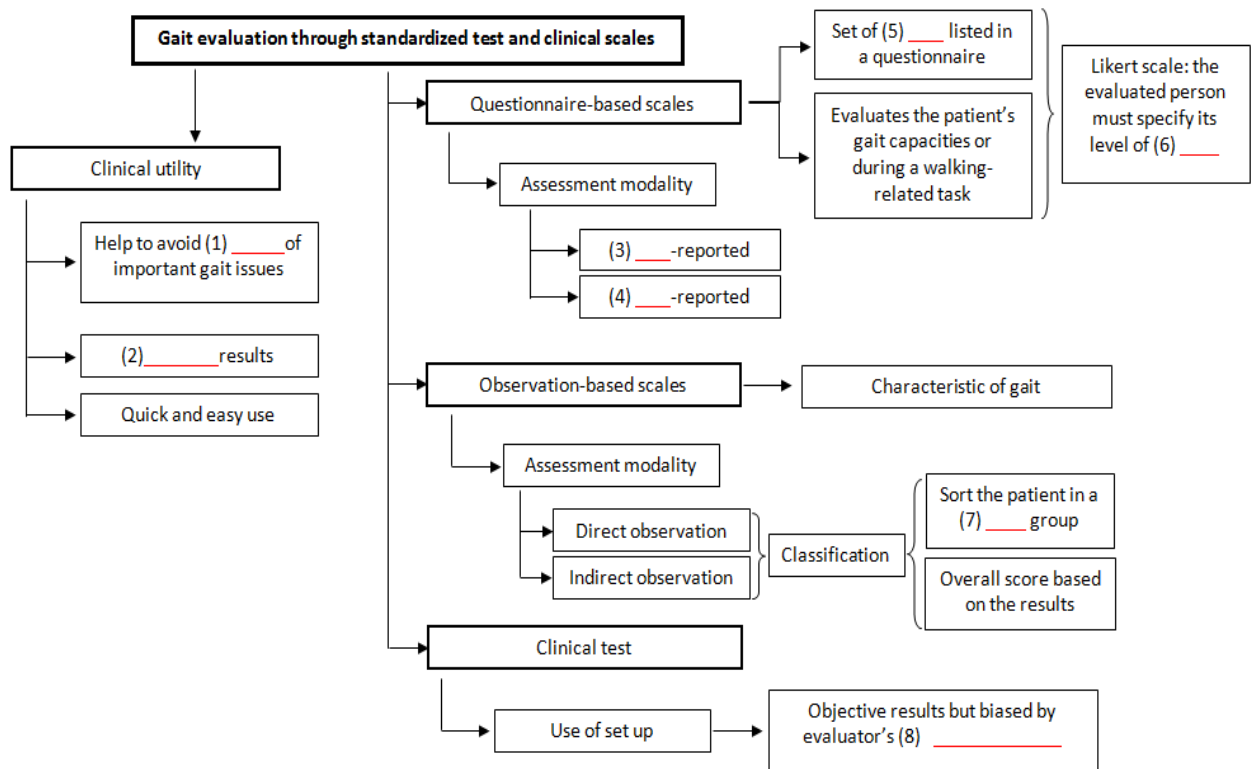 Gait evaluation through standardized test and clinical scales
Clinical utility
Help to avoid (1) _____ of
important gait issues
(2)________results
Quick and easy use
Questionnaire-based scales
Assessment modality
(3) ____-reported
(4) ____-reported
Set of (5) ____ listed in
a questionnaire
Evaluates the patient’s
gait capacities or
during a walking-
related task
Likert scale: the
evaluated person
must specify its
level of (6) ____
Observation-based scales
Characteristic of gait
Assessment modality
Direct observation
Indirect observation
Classification
Sort the patient in a
(7) ____ group
Overall score based
on the results
Clinical test
Use of set up
Objective results but biased by
evaluator’s (8) ______________